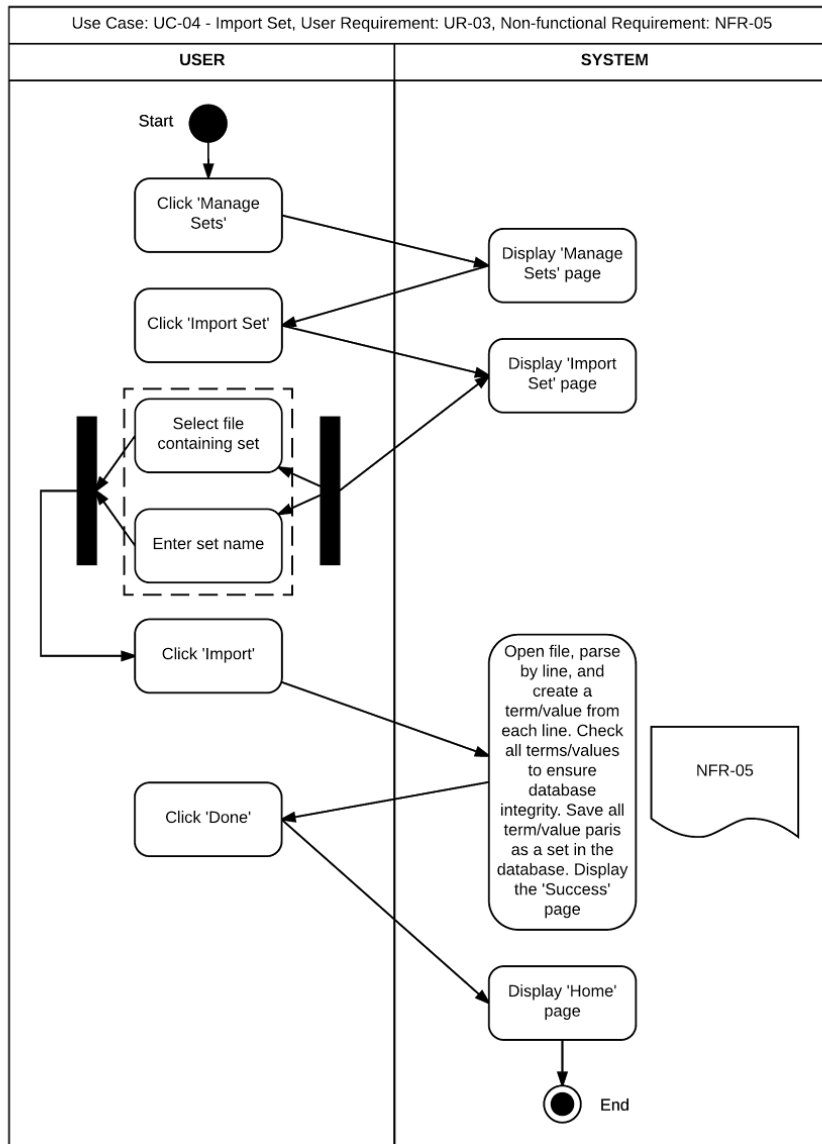 Use Case: UC-04 - Import Set, User Requirement: UR-03, Non-functional Requirement: NFR-05
USER
SYSTEM
Start
Click 'Manage
Sets'
Display 'Manage
Sets' page
Click 'Import Set'
Display 'Import
Set' page
Select file
containing set
Enter set name
Click 'Import'
Open file, parse
by line, and
create a
term/value from
each line. Check
all terms/values
to ensure
database
integrity. Save all
term/value paris
as a set in the
database. Display
the 'Success'
page
NFR-05
Click 'Done'
Display 'Home'
page
End